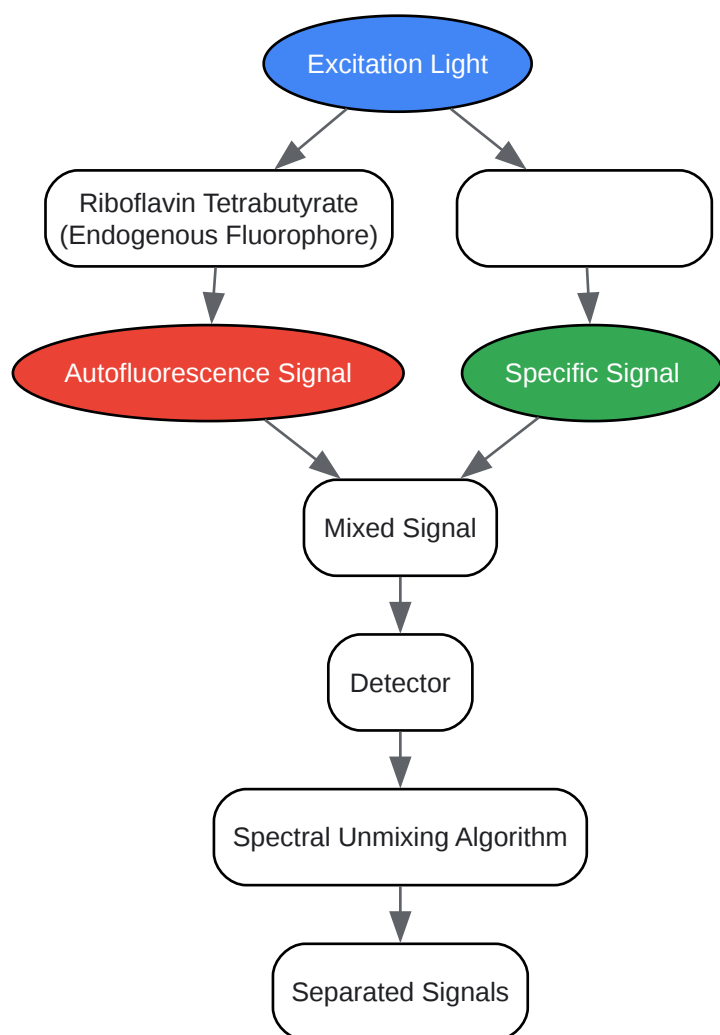 Excitation Light
Riboflavin Tetrabutyrate
(Endogenous Fluorophore)
Autofluorescence Signal
Specific Signal
Mixed Signal
Detector
Spectral Unmixing Algorithm
Separated Signals